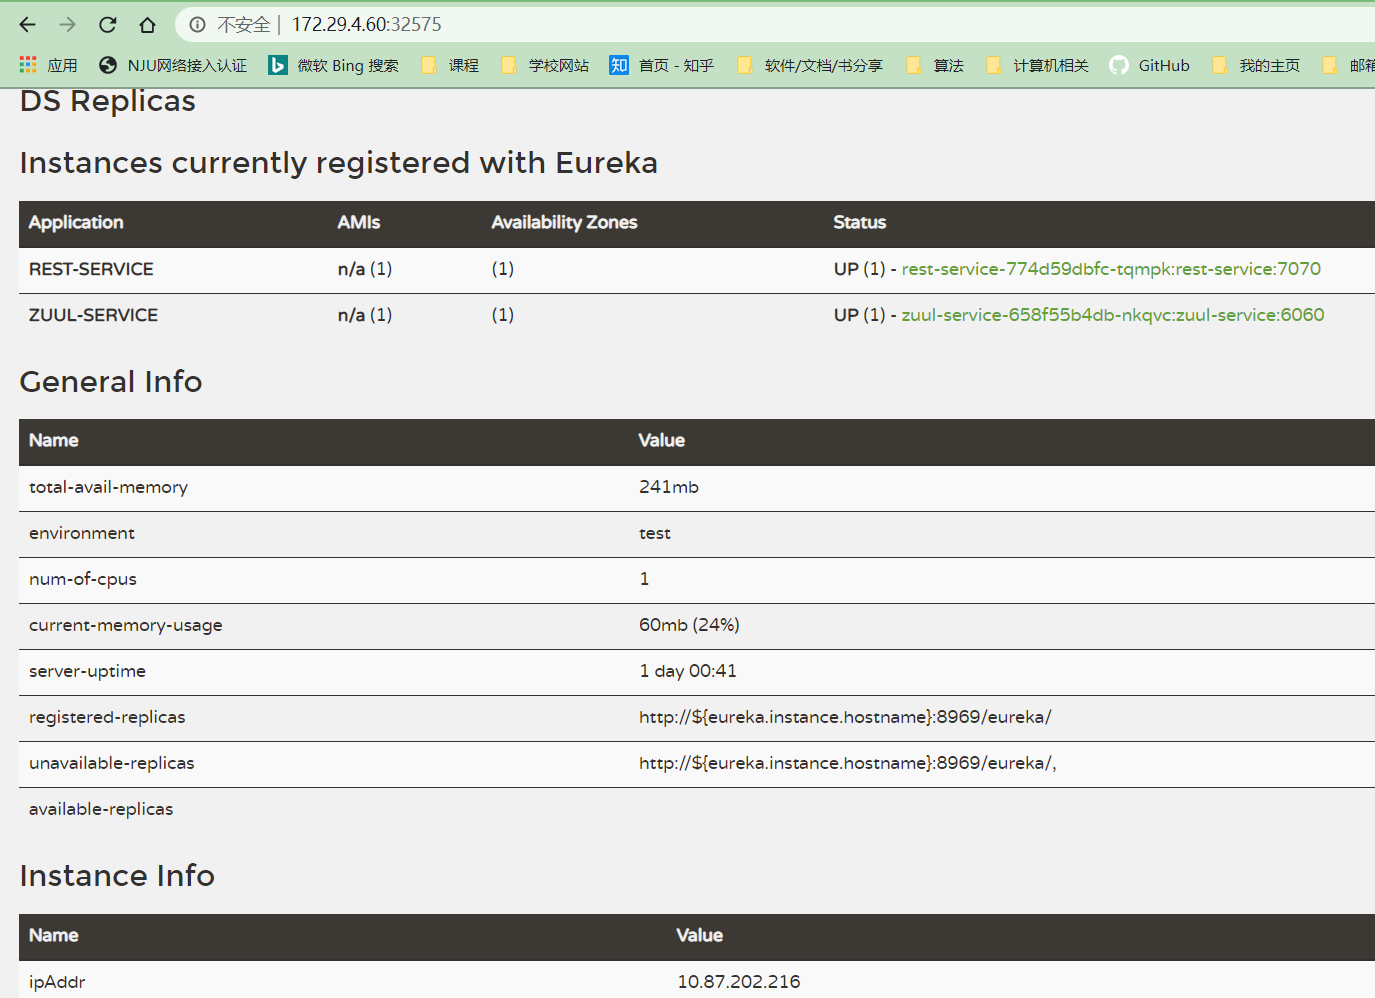 不安全 | 172.29.4.60:32575
应用 NJU网络接入认证 微软 Bing 搜索 课程 学校网站 知 首页 - 知乎 软件/文档/书分享 算法 计算机相关 GitHub 我的主页 邮箱
DS Replicas
Instances currently registered with Eureka
Application AMIs Availability Zones Status
REST-SERVICE n/a (1) (1) UP (1) - rest-service-774d59dbfc-tqmpk:rest-service:7070
ZUUL-SERVICE n/a (1) (1) UP (1) - zuul-service-658f55b4db-nkqvc:zuul-service:6060
General Info
Name Value
total-avail-memory 241mb
environment test
num-of-cpus 1
current-memory-usage 60mb (24%)
server-uptime 1 day 00:41
registered-replicas http://${eureka.instance.hostname}:8969/eureka/
unavailable-replicas http://${eureka.instance.hostname}:8969/eureka/,
available-replicas
Instance Info
Name Value
ipAddr 10.87.202.216